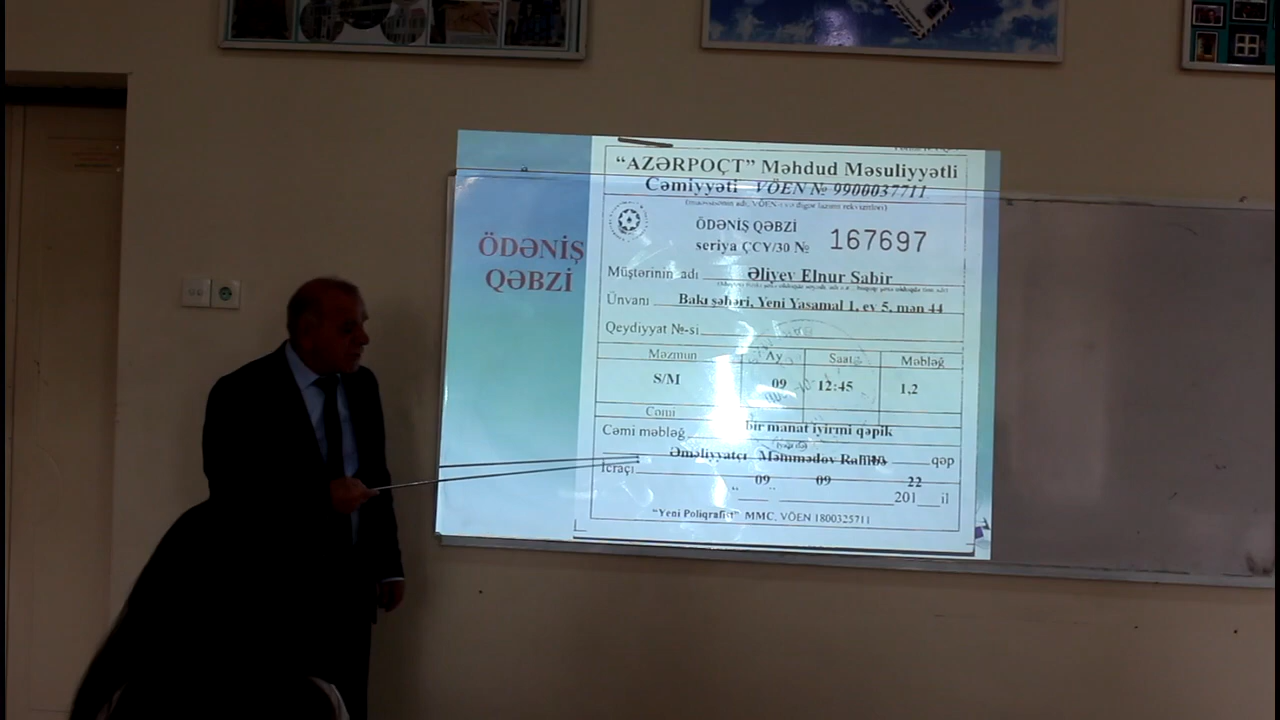 ÖDƏNİŞ
QƏBZİ
“AZƏRPOÇT” Məhdud Məsuliyyətli
Cəmiyyəti VÖEN № 9900037711
ÖDƏNİŞ QƏBZİ
seriya ÇCY/30 № 167697
Müştərinin adı Əliyev Elnur Sabir
Ünvanı Bakı şəhəri, Yeni Yasamal 1, ev 5, mən 44
Qeydiyyat №-si
Məzmun Ay Saat Məbləğ
S/M 09 12:45 1,2
Cəmi
Cəmi məbləğ bir manat iyirmi qəpik
Əməliyyatçı Məmmədov qəp
İcraçı
09 09 22
“ ” 201 il
“Yeni Poliqrafist” MMC, VÖEN 1800325711